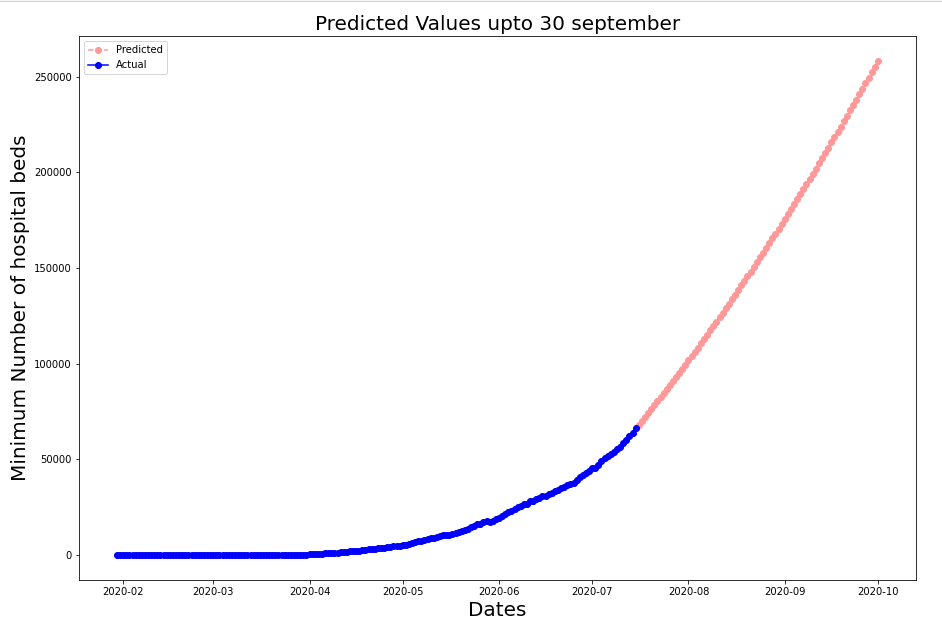 Predicted Values upto 30 september
Predicted
Actual
Minimum Number of hospital beds
250000
200000
150000
100000
50000
0
2020-02 2020-03 2020-04 2020-05 2020-06 2020-07 2020-08 2020-09 2020-10
Dates